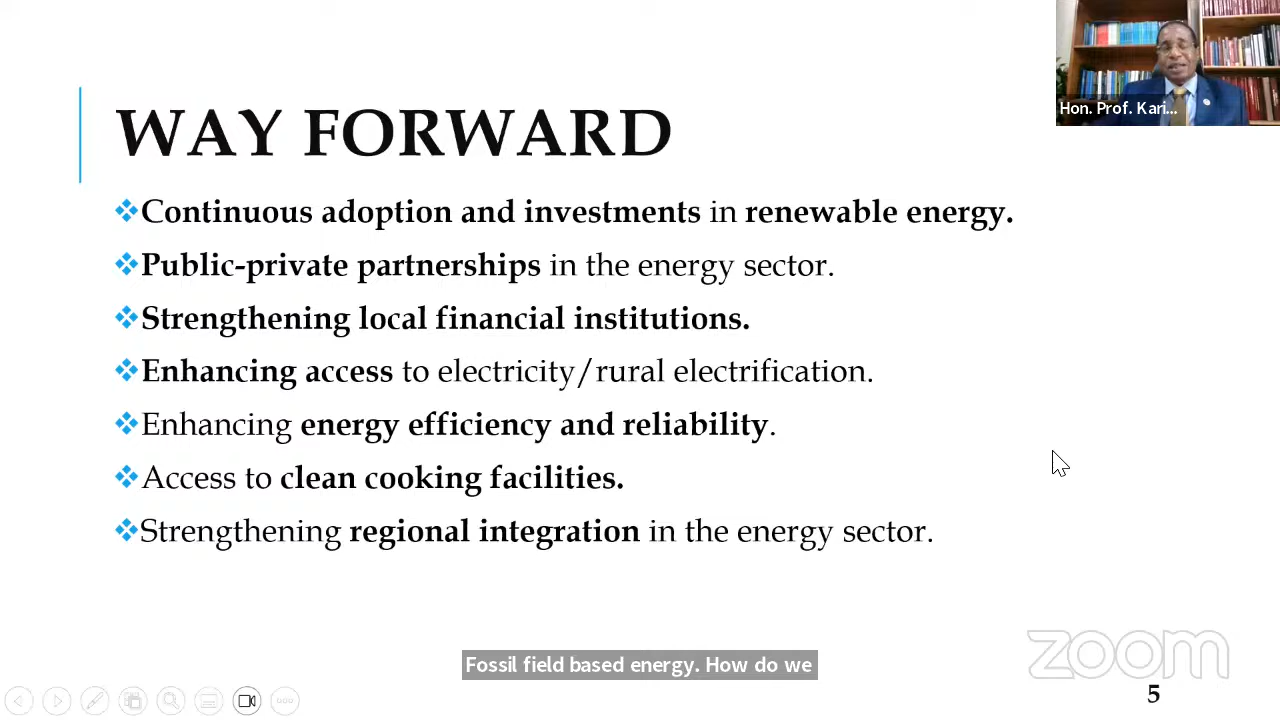 Hon. Prof. Kari...
WAY FORWARD
❖Continuous adoption and investments in renewable energy.
❖Public-private partnerships in the energy sector.
❖Strengthening local financial institutions.
❖Enhancing access to electricity/rural electrification.
❖Enhancing energy efficiency and reliability.
❖Access to clean cooking facilities.
❖Strengthening regional integration in the energy sector.
Fossil field based energy. How do we
zoom
5